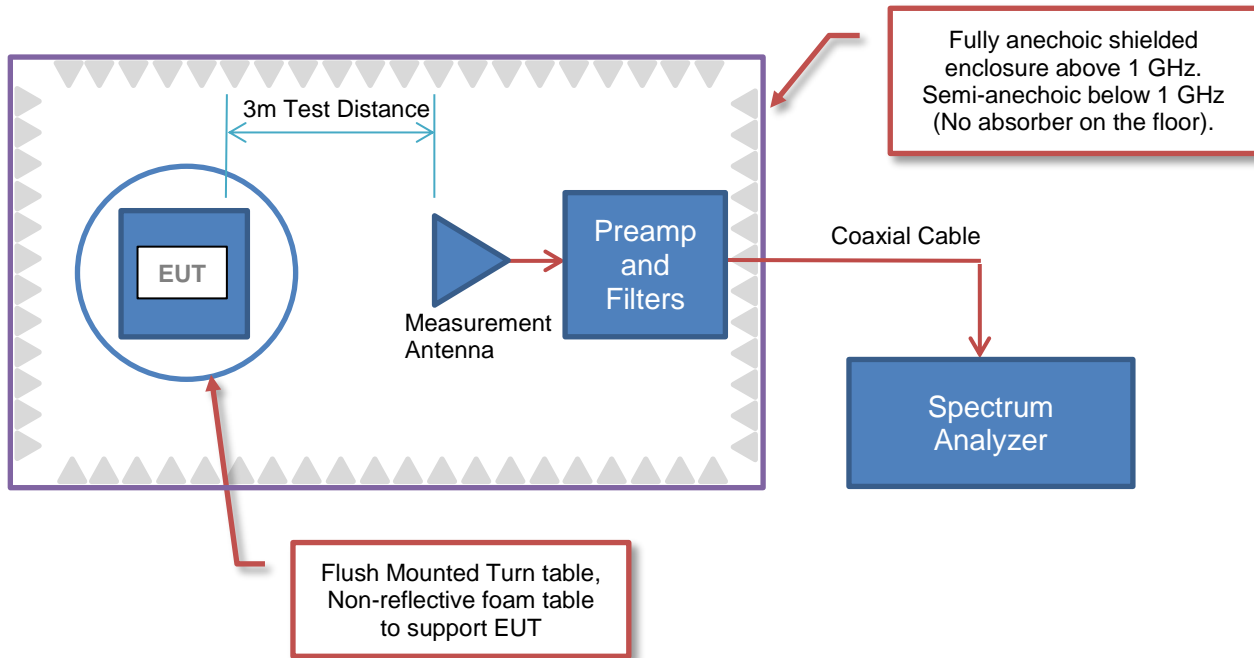 Fully anechoic shielded
enclosure above 1 GHz.
Semi-anechoic below 1 GHz
(No absorber on the floor).
3m Test Distance
EUT
Measurement
Antenna
Preamp
and
Filters
Coaxial Cable
Spectrum
Analyzer
Flush Mounted Turn table,
Non-reflective foam table
to support EUT